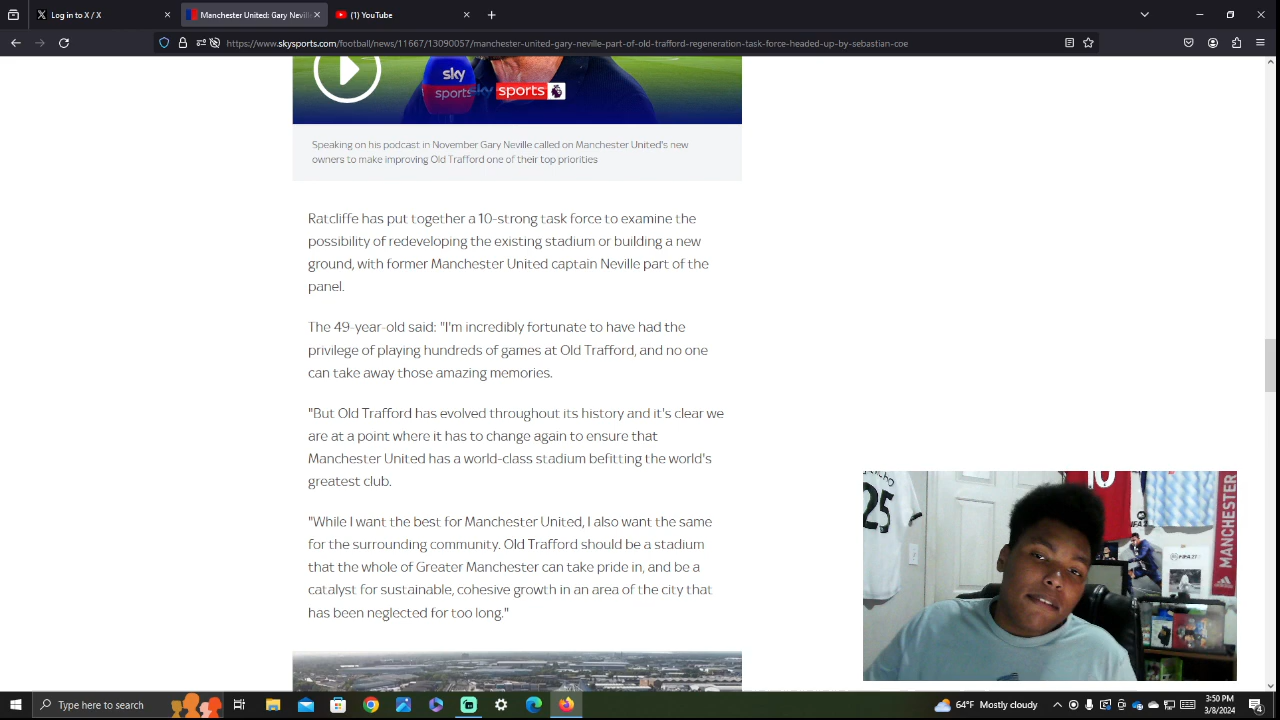 Log in to X / X
Manchester United: Gary Neville
(1) YouTube
https://www.skysports.com/football/news/11667/13090057/manchester-united-gary-neville-part-of-old-trafford-regeneration-task-force-headed-up-by-sebastian-coe
sky
sports
sky sports
Speaking on his podcast in November Gary Neville called on Manchester United's new
owners to make improving Old Trafford one of their top priorities
Ratcliffe has put together a 10-strong task force to examine the
possibility of redeveloping the existing stadium or building a new
ground, with former Manchester United captain Neville part of the
panel.
The 49-year-old said: "I'm incredibly fortunate to have had the
privilege of playing hundreds of games at Old Trafford, and no one
can take away those amazing memories.
"But Old Trafford has evolved throughout its history and it's clear we
are at a point where it has to change again to ensure that
Manchester United has a world-class stadium befitting the world's
greatest club.
"While I want the best for Manchester United, I also want the same
for the surrounding community. Old Trafford should be a stadium
that the whole of Greater Manchester can take pride in, and be a
catalyst for sustainable, cohesive growth in an area of the city that
has been neglected for too long."
25
10
MANCHESTER
Type here to search
64°F Mostly cloudy
3:50 PM
3/8/2024
4